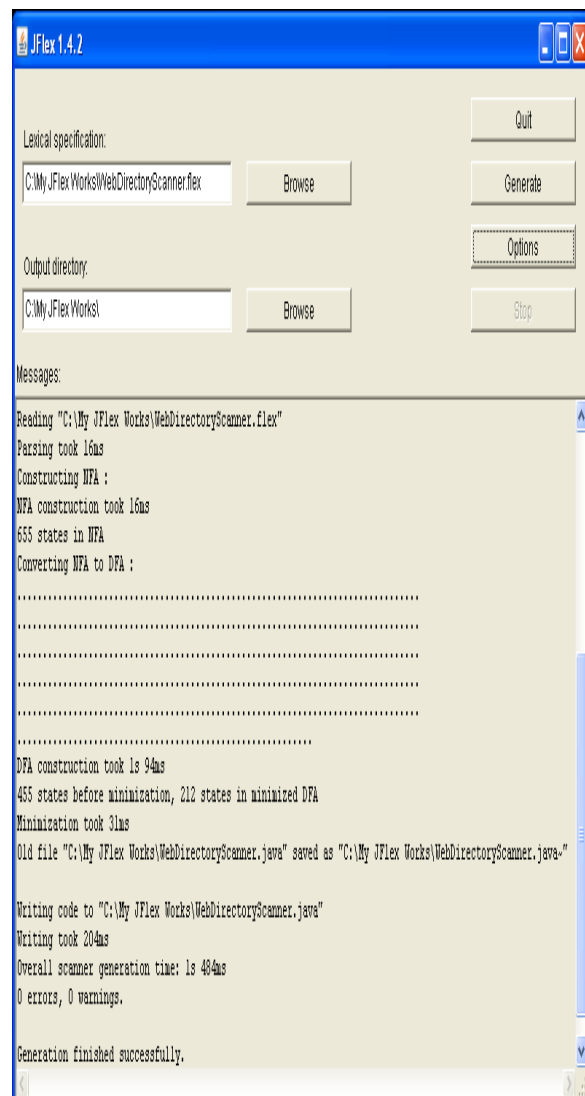 JFlex 1.4.2
Quit
Lexical specification:
C:\My JFlex Works\WebDirectoryScanner.flex
Browse
Generate
Options
Output directory:
C:\My JFlex Works\
Browse
Stop
Messages:
Reading "C:\My JFlex Works\WebDirectoryScanner.flex"
Parsing took 16ms
Constructing NFA :
NFA construction took 16ms
655 states in NFA
Converting NFA to DFA :
..............................................................................
..............................................................................
..............................................................................
..............................................................................
..............................................................................
.........................................................
DFA construction took 1s 94ms
455 states before minimization, 212 states in minimized DFA
Minimization took 31ms
Old file "C:\My JFlex Works\WebDirectoryScanner.java" saved as "C:\My JFlex Works\WebDirectoryScanner.java~"
Writing code to "C:\My JFlex Works\WebDirectoryScanner.java"
Writing took 204ms
Overall scanner generation time: 1s 484ms
0 errors, 0 warnings.
Generation finished successfully.